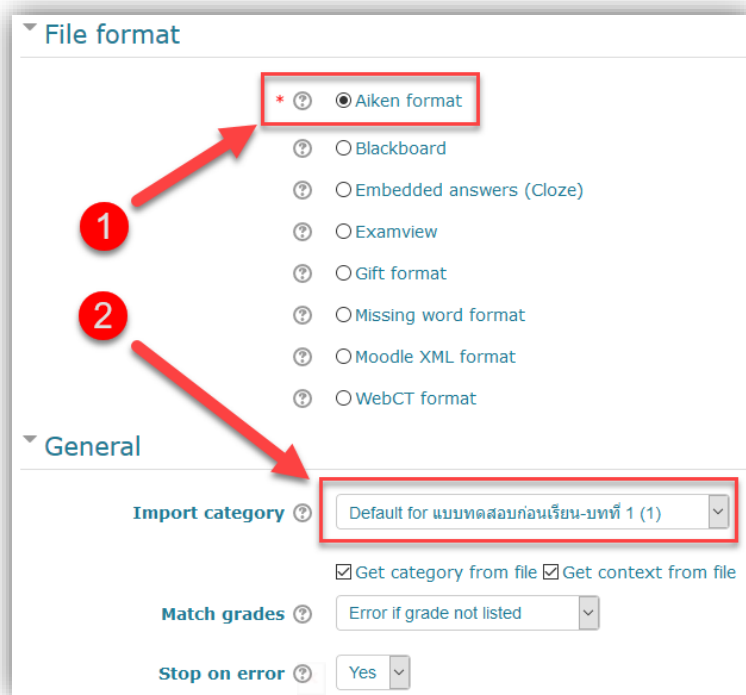 File format
* Aiken format
1
Blackboard
Embedded answers (Cloze)
Examview
Gift format
2
Missing word format
Moodle XML format
WebCT format
General
Import category Default for แบบทดสอบก่อนเรียน-บทที่ 1 (1)
Get category from file Get context from file
Match grades Error if grade not listed
Stop on error Yes